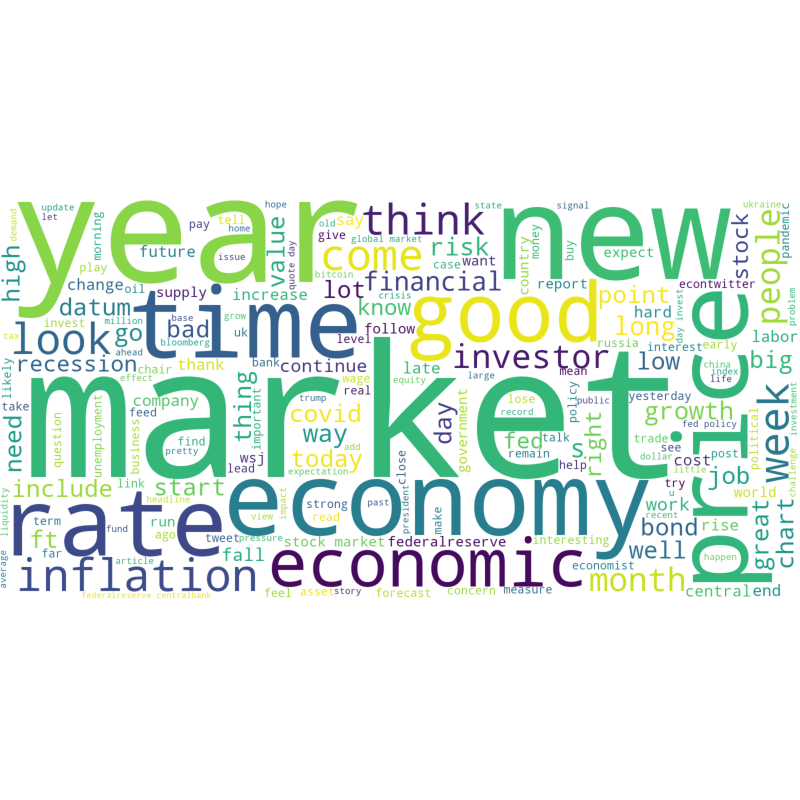 year
new
market
price
good
time
economy
rate
economic
inflation
think
come
look
investor
week
people
financial
month
value
risk
point
long
stock
high
update
let
demand
morning
play
future
pay
tell
hope
home
issue
say
old
give
quote day
global market
bitcoin
crisis
case
want
state
signal
country
money
buy
report
expect
econtwitter
ukraine
early
pandemic
problem
change
oil
supply
increase
lot
know
datum
go
bad
uk
grow
base
million
invest
tax
bloomberg
ahead
recession
chair
thank
continue
bank
level
follow
late
mean
russia
hard
interest
low
labor
big
day invest
china
index
life
yesterday
likely
take
effect
company
feed
unemployment
question
need
business
find
pretty
thing
important
lead
wsj
trump
wage
real
equity
large
covid
way
add
today
expectation
day
government
lose
record
fed
remain
talk
policy
public
help
right
growth
trade
dollar
see
little
fed policy
cost
post
political
challenge
investment
job
try
s
u
world
work
recent
happen
include
link
start
headline
liquidity
ft
term
run
far
ago
fund
article
average
tweet
pressure
view
impact
strong
read
past
president
close
make
fall
stock market
federalreserve
interesting
bond
rise
well
great
chart
central
end
economist
measure
concern
forecast
story
asset
feel
federalreserve centralbank